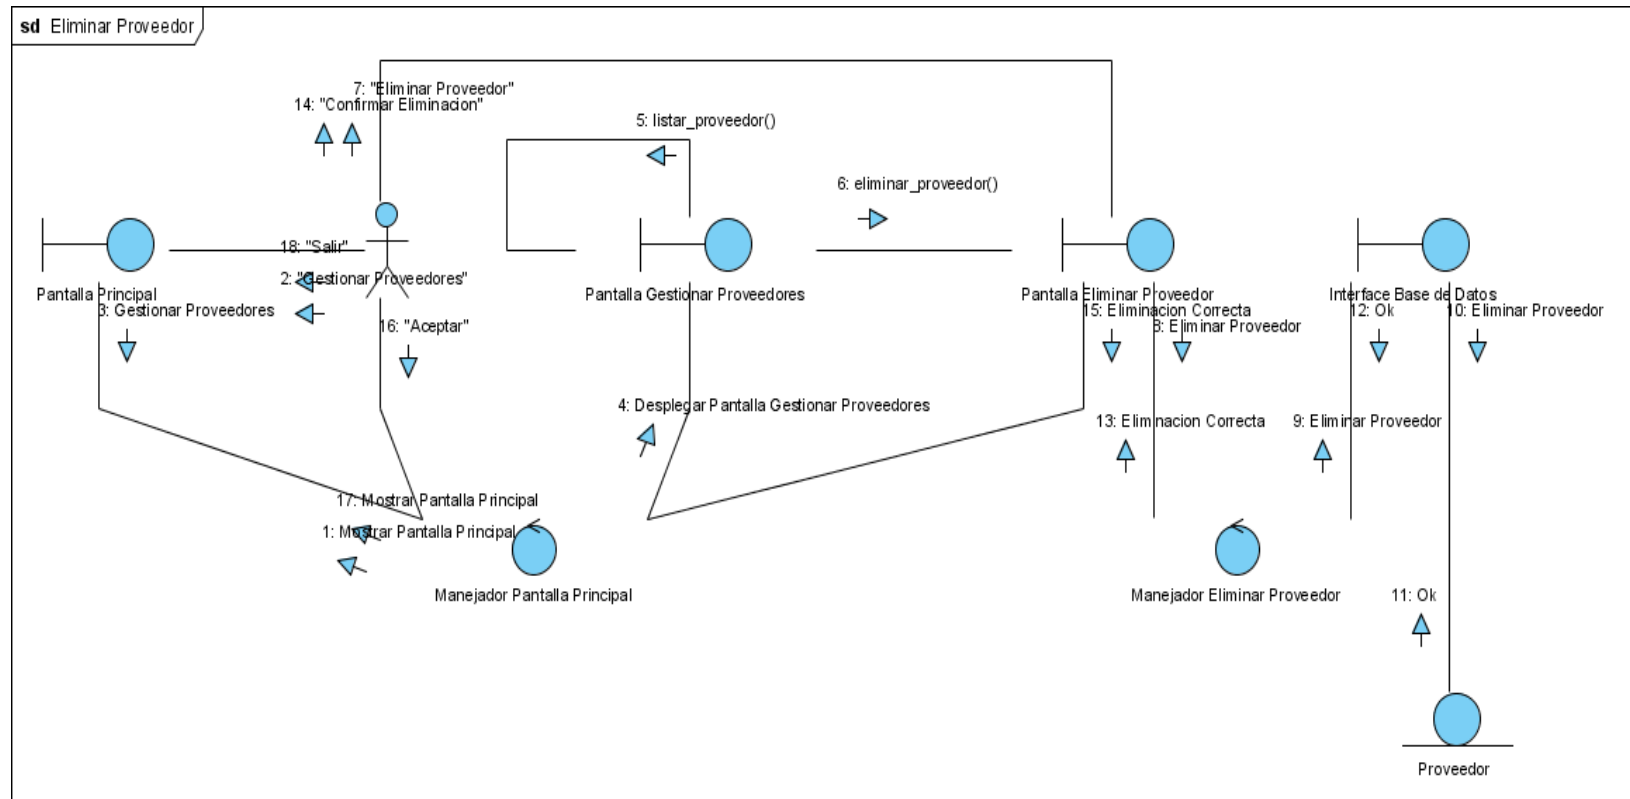 sd Eliminar Proveedor
7: "Eliminar Proveedor"
14: "Confirmar Eliminacion"
5: listar_proveedor()
6: eliminar_proveedor()
18: "Salir"
2: "Gestionar Proveedores"
Pantalla Principal
Pantalla Gestionar Proveedores
Pantalla Eliminar Proveedor
Interface Base de Datos
3: Gestionar Proveedores
15: Eliminacion Correcta
12: Ok
10: Eliminar Proveedor
16: "Aceptar"
8: Eliminar Proveedor
4: Desplegar Pantalla Gestionar Proveedores
13: Eliminacion Correcta
9: Eliminar Proveedor
17: Mostrar Pantalla Principal
1: Mostrar Pantalla Principal
Manejador Pantalla Principal
Manejador Eliminar Proveedor
11: Ok
Proveedor